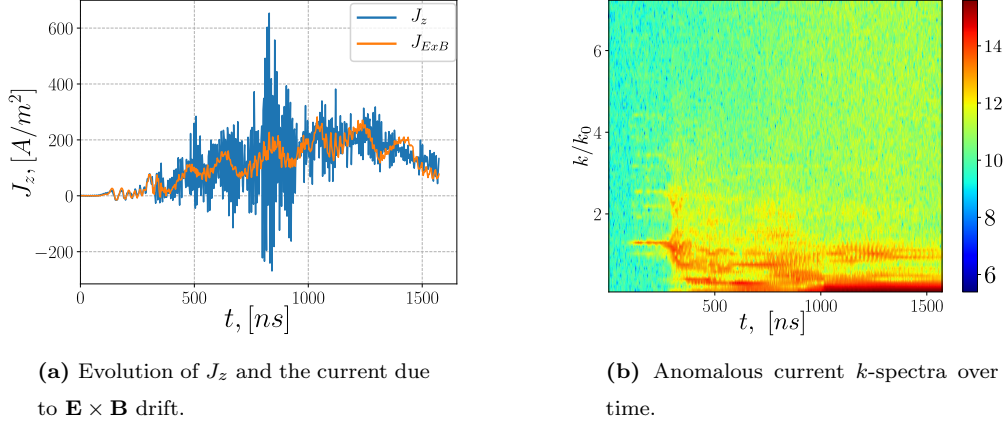 600
400
200
0
−200
J_z, [A/m^2]
J_z
J_{ExB}
0 500 1000 1500
t, [ns]
6
4
2
k/k_0
500 1000 1500
t, [ns]
14
12
10
8
6
(a) Evolution of J_z and the current due
to E × B drift.
(b) Anomalous current k-spectra over
time.